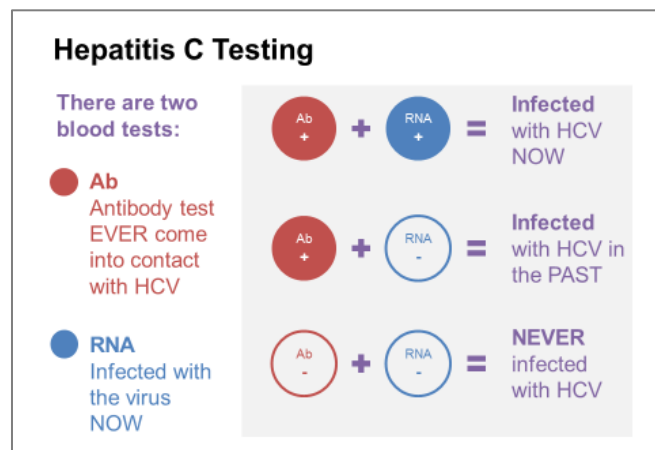 Hepatitis C Testing
There are two
blood tests:
Ab
Antibody test
EVER come
into contact
with HCV
RNA
Infected with
the virus
NOW
Ab
+
+
RNA
+
=
Infected
with HCV
NOW
Ab
+
+
RNA
-
=
Infected
with HCV in
the PAST
Ab
-
+
RNA
-
=
NEVER
infected
with HCV